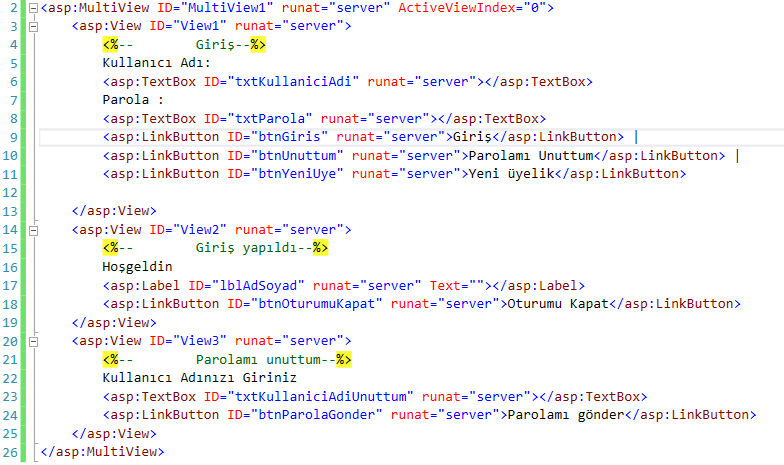 2 <asp:MultiView ID="MultiView1" runat="server" ActiveViewIndex="0">
3 <asp:View ID="View1" runat="server">
4 <%-- Giriş--%>
5 Kullanıcı Adı:
6 <asp:TextBox ID="txtKullaniciAdi" runat="server"></asp:TextBox>
7 Parola :
8 <asp:TextBox ID="txtParola" runat="server"></asp:TextBox>
9 <asp:LinkButton ID="btnGiris" runat="server">Giriş</asp:LinkButton> |
10 <asp:LinkButton ID="btnUnuttum" runat="server">Parolamı Unuttum</asp:LinkButton> |
11 <asp:LinkButton ID="btnYeniUye" runat="server">Yeni üyelik</asp:LinkButton>
12
13 </asp:View>
14 <asp:View ID="View2" runat="server">
15 <%-- Giriş yapıldı--%>
16 Hoşgeldin
17 <asp:Label ID="lblAdSoyad" runat="server" Text=""></asp:Label>
18 <asp:LinkButton ID="btnOturumuKapat" runat="server">Oturumu Kapat</asp:LinkButton>
19 </asp:View>
20 <asp:View ID="View3" runat="server">
21 <%-- Parolamı unuttum--%>
22 Kullanıcı Adınızı Giriniz
23 <asp:TextBox ID="txtKullaniciAdiUnuttum" runat="server"></asp:TextBox>
24 <asp:LinkButton ID="btnParolaGonder" runat="server">Parolamı gönder</asp:LinkButton>
25 </asp:View>
26 </asp:MultiView>